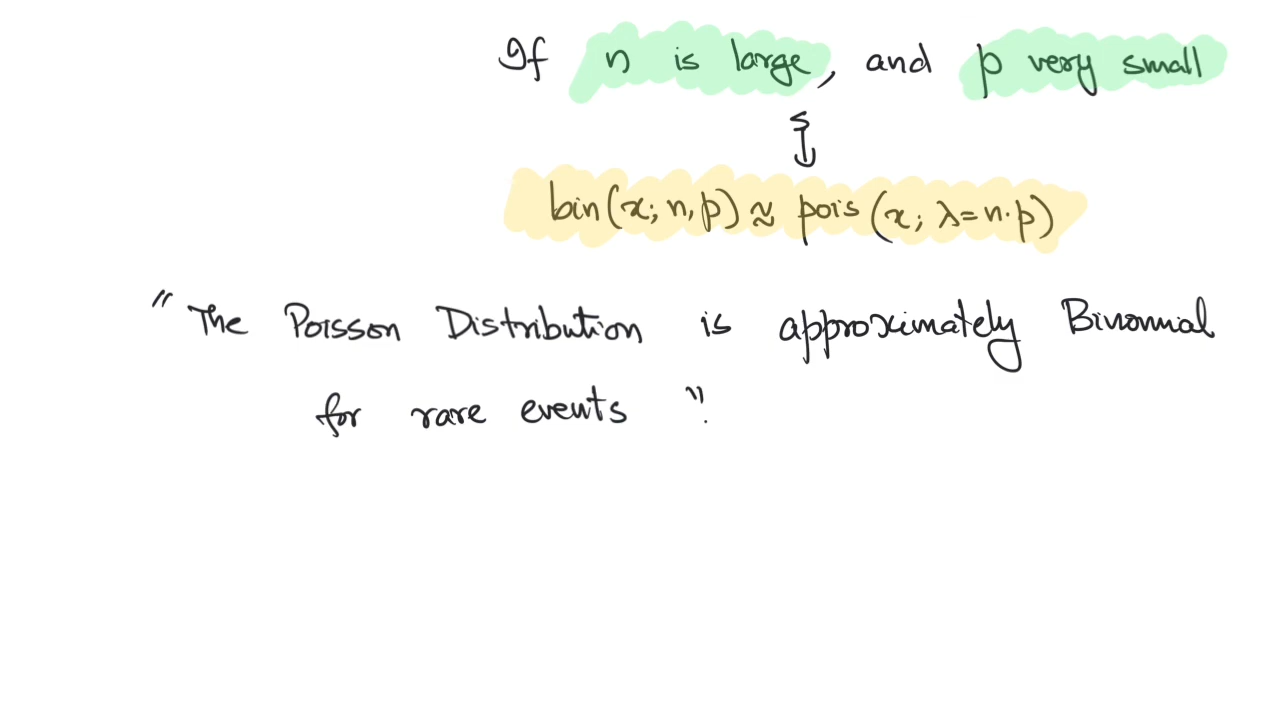 If n is large, and p very small
↓
bin(x; n, p) ≈ pois(x; λ=n·p)
"The Poisson Distribution is approximately Binomial
for rare events".